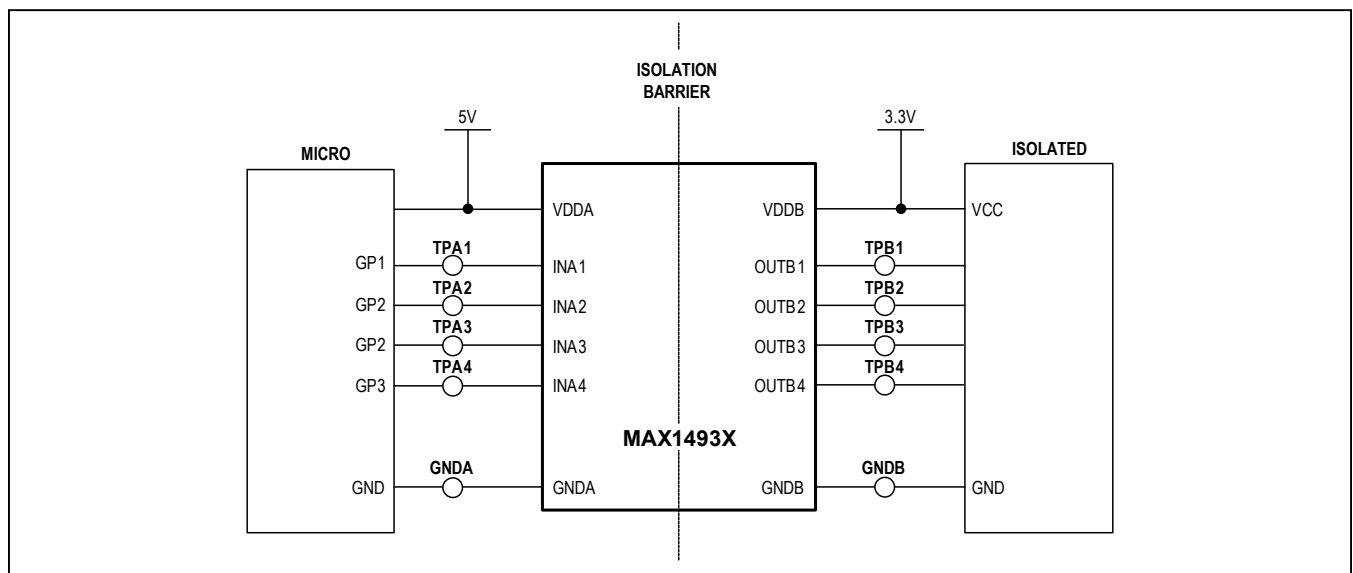 ISOLATION
BARRIER
5V
3.3V
MICRO
ISOLATED
VDDA
VDDB
VCC
GP1
TPA1
INA1
OUTB1
TPB1
GP2
TPA2
INA2
OUTB2
TPB2
GP2
TPA3
INA3
OUTB3
TPB3
GP3
TPA4
INA4
OUTB4
TPB4
MAX1493X
GND
GNDA
GNDA
GNDB
GNDB
GND